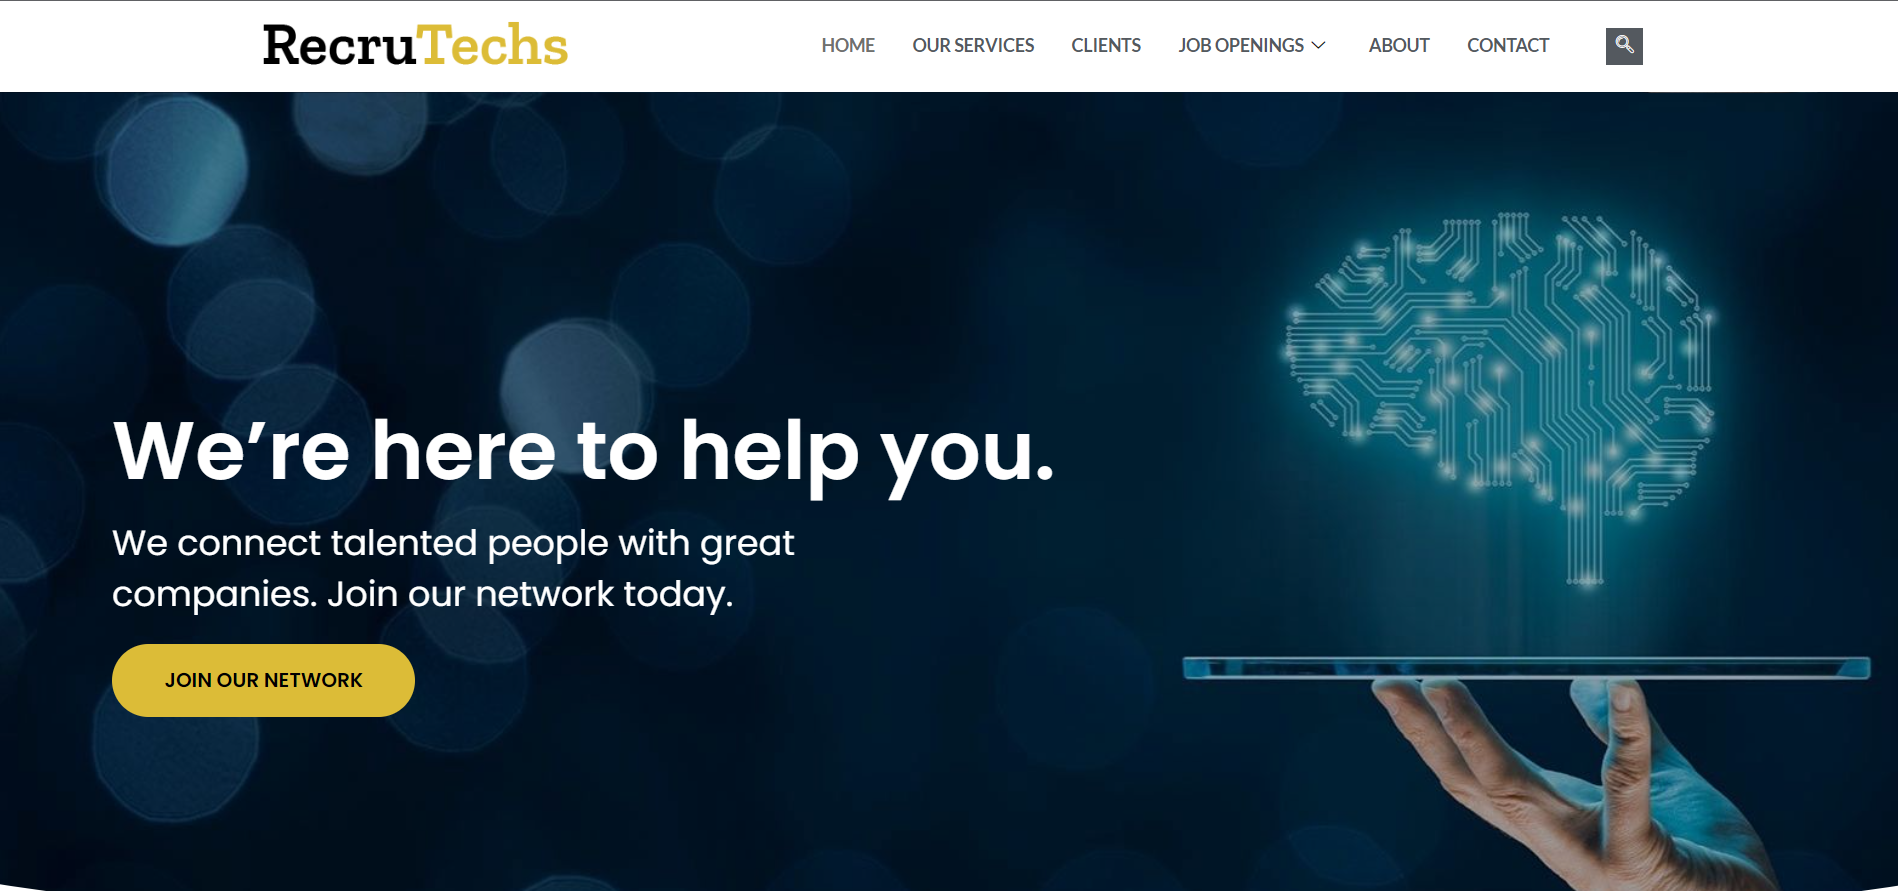 RecruTechs
HOME OUR SERVICES CLIENTS JOB OPENINGS ABOUT CONTACT
We’re here to help you.
We connect talented people with great
companies. Join our network today.
JOIN OUR NETWORK